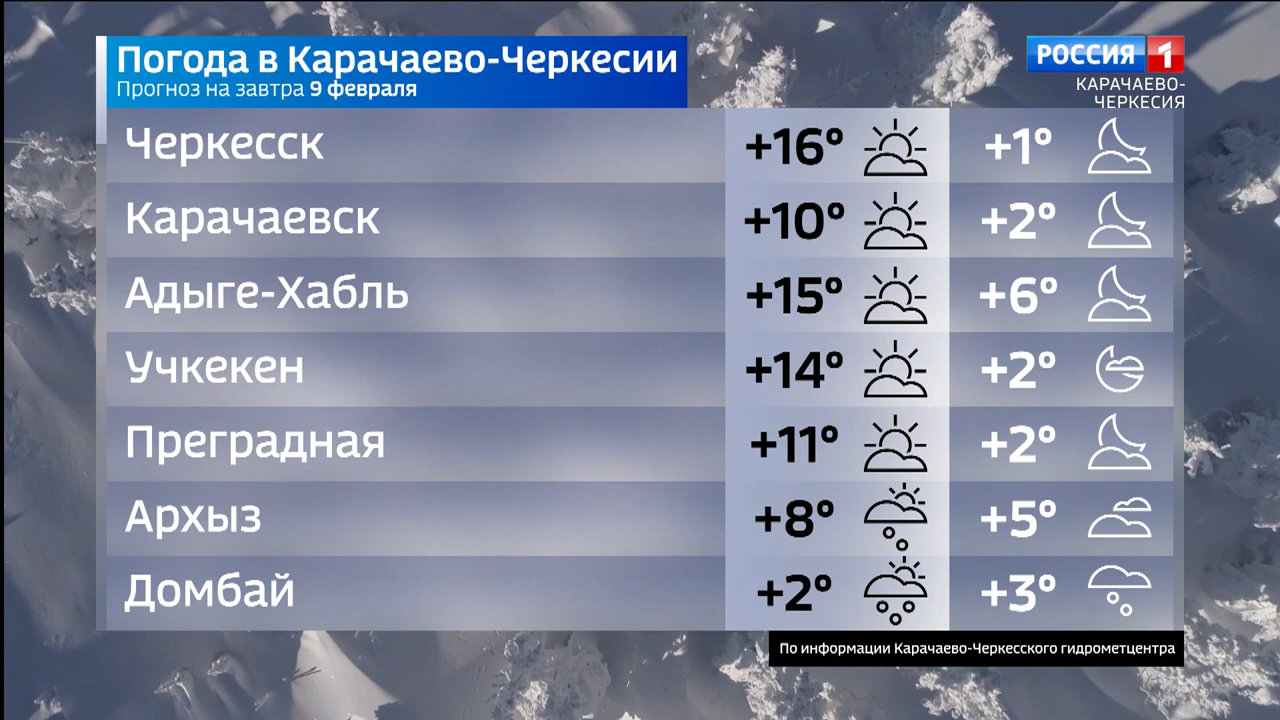 Погода в Карачаево-Черкесии
Прогноз на завтра 9 февраля
РОССИЯ 1
КАРАЧАЕВО-
ЧЕРКЕСИЯ
Черкесск +16° +1°
Карачаевск +10° +2°
Адыге-Хабль +15° +6°
Учкекен +14° +2°
Преградная +11° +2°
Архыз +8° +5°
Домбай +2° +3°
По информации Карачаево-Черкесского гидрометцентра